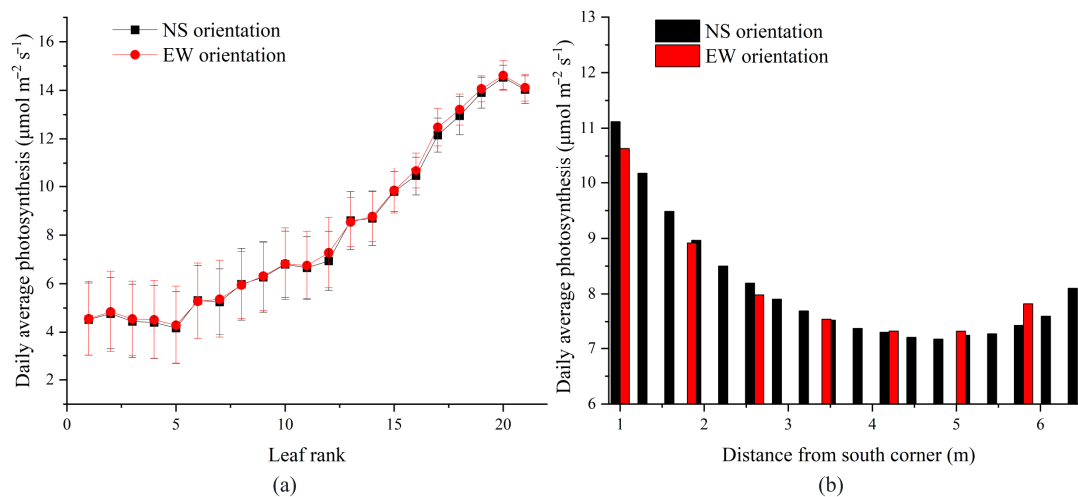 NS orientation
EW orientation
Daily average photosynthesis (μmol m⁻² s⁻¹)
16
14
12
10
8
6
4
2
0
5
10
15
20
Leaf rank
(a)
NS orientation
EW orientation
Daily average photosynthesis (μmol m⁻² s⁻¹)
13
12
11
10
9
8
7
6
1
2
3
4
5
6
Distance from south corner (m)
(b)